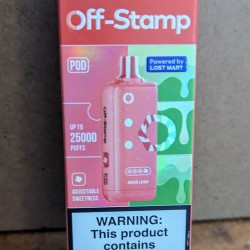 Off-Stamp
POD
Powered by
LOST MARY
UP TO
25000
PUFFS
ADJUSTABLE
SWEETNESS
WARNING:
This product
contains